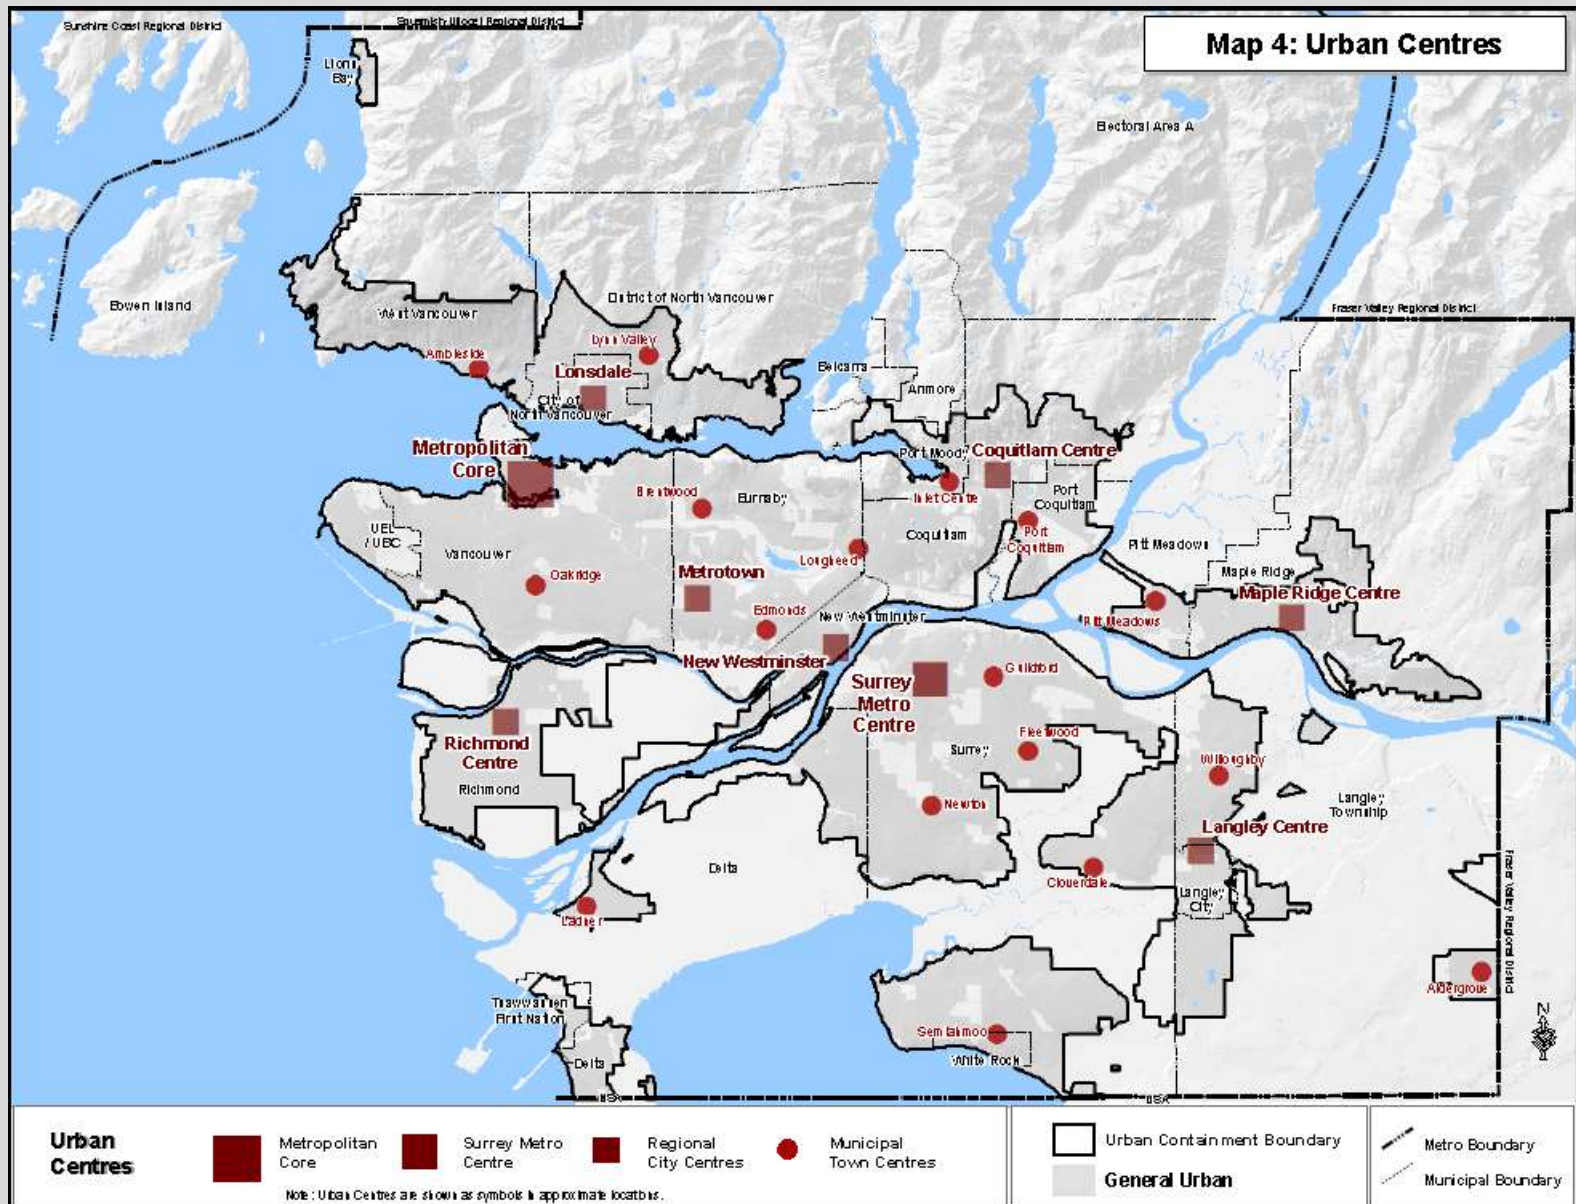 Sunshine Coast Regional District
Squamish-Lillooet Regional District
Map 4: Urban Centres
Lions
Bay
Electoral Area A
Bowen Island
West Vancouver
District of North Vancouver
Fraser Valley Regional District
Ambleside
Lynn Valley
Lonsdale
City of
North Vancouver
Belcarra
Anmore
Metropolitan
Core
Port Moody
Coquitlam Centre
Inlet Centre
Brentwood
Burnaby
Port
Coquitlam
UEL
/ UBC
Vancouver
Coquitlam
Port
Coquitlam
Pitt Meadows
Lougheed
Oakridge
Metrotown
Maple Ridge
Maple Ridge Centre
Edmonds
New Westminster
Pitt Meadows
New Westminster
Surrey
Metro
Centre
Guildford
Richmond
Centre
Fleetwood
Surrey
Willoughby
Richmond
Newton
Langley
Township
Langley Centre
Delta
Cloverdale
Langley
City
Fraser Valley Regional District
Ladner
Aldergrove
Tsawwassen
First Nation
Semiahmoo
White Rock
Delta
N
USA
USA
Urban
Centres
Metropolitan
Core
Surrey Metro
Centre
Regional
City Centres
Municipal
Town Centres
Note: Urban Centres are shown as symbols in approximate locations.
Urban Containment Boundary
General Urban
Metro Boundary
Municipal Boundary